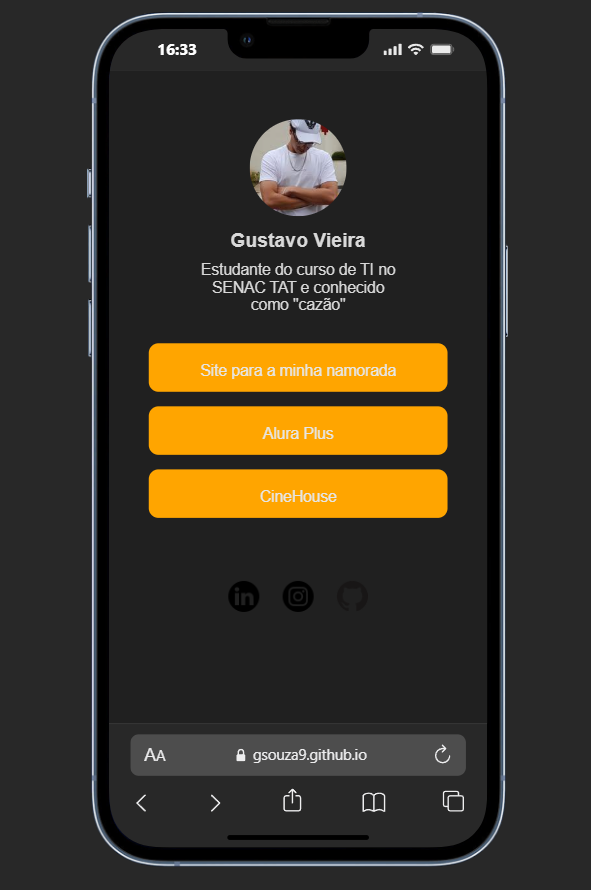 16:33
Gustavo Vieira
Estudante do curso de TI no
SENAC TAT e conhecido
como "cazão"
Site para a minha namorada
Alura Plus
CineHouse
in
AA
gsouza9.github.io